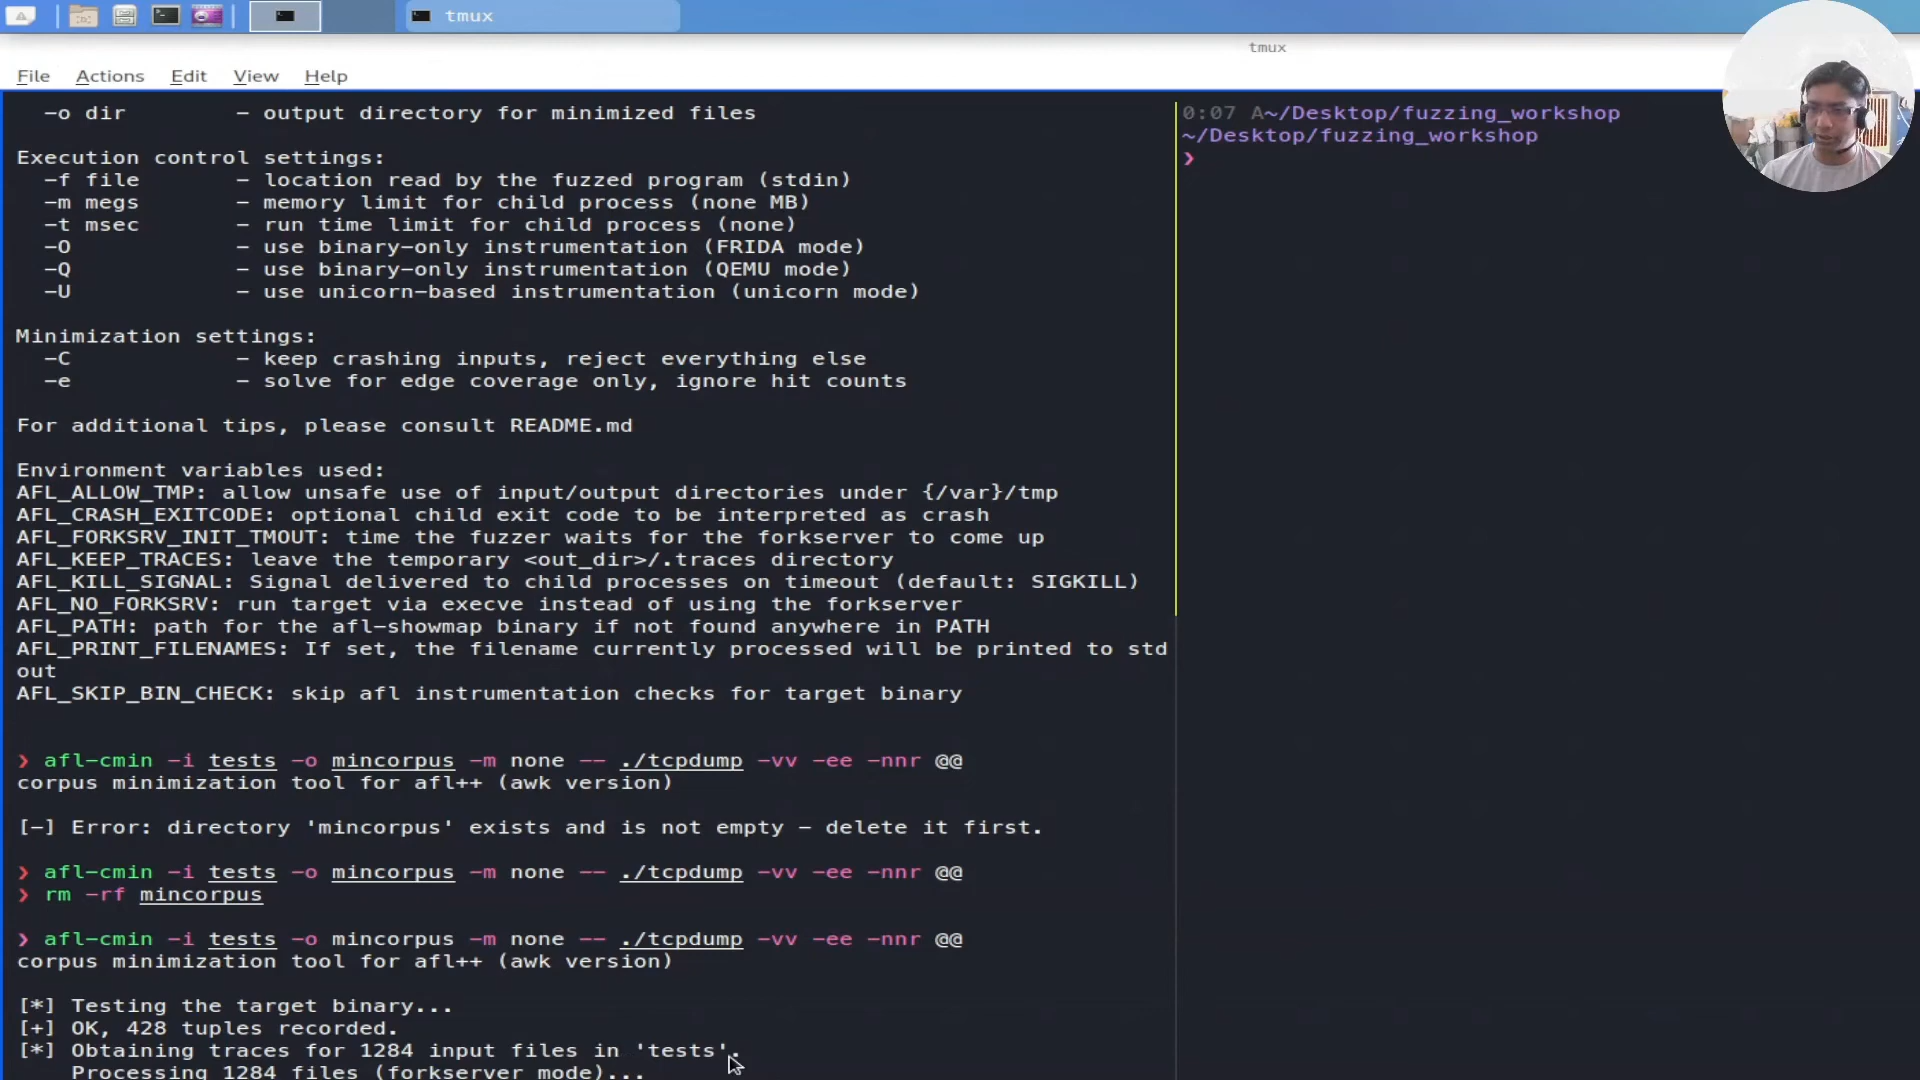 tmux
tmux
File Actions Edit View Help
-o dir        - output directory for minimized files
Execution control settings:
-f file       - location read by the fuzzed program (stdin)
-m megs       - memory limit for child process (none MB)
-t msec       - run time limit for child process (none)
-O            - use binary-only instrumentation (FRIDA mode)
-Q            - use binary-only instrumentation (QEMU mode)
-U            - use unicorn-based instrumentation (unicorn mode)
Minimization settings:
-C            - keep crashing inputs, reject everything else
-e            - solve for edge coverage only, ignore hit counts
For additional tips, please consult README.md
Environment variables used:
AFL_ALLOW_TMP: allow unsafe use of input/output directories under {/var}/tmp
AFL_CRASH_EXITCODE: optional child exit code to be interpreted as crash
AFL_FORKSRV_INIT_TMOUT: time the fuzzer waits for the forkserver to come up
AFL_KEEP_TRACES: leave the temporary <out_dir>/.traces directory
AFL_KILL_SIGNAL: Signal delivered to child processes on timeout (default: SIGKILL)
AFL_NO_FORKSRV: run target via execve instead of using the forkserver
AFL_PATH: path for the afl-showmap binary if not found anywhere in PATH
AFL_PRINT_FILENAMES: If set, the filename currently processed will be printed to std
out
AFL_SKIP_BIN_CHECK: skip afl instrumentation checks for target binary
❯ afl-cmin -i tests -o mincorpus -m none -- ./tcpdump -vv -ee -nnr @@
corpus minimization tool for afl++ (awk version)
[-] Error: directory 'mincorpus' exists and is not empty - delete it first.
❯ afl-cmin -i tests -o mincorpus -m none -- ./tcpdump -vv -ee -nnr @@
❯ rm -rf mincorpus
❯ afl-cmin -i tests -o mincorpus -m none -- ./tcpdump -vv -ee -nnr @@
corpus minimization tool for afl++ (awk version)
[*] Testing the target binary...
[+] OK, 428 tuples recorded.
[*] Obtaining traces for 1284 input files in 'tests'.
Processing 1284 files (forkserver mode)...
0:07 A~/Desktop/fuzzing_workshop
~/Desktop/fuzzing_workshop
❯